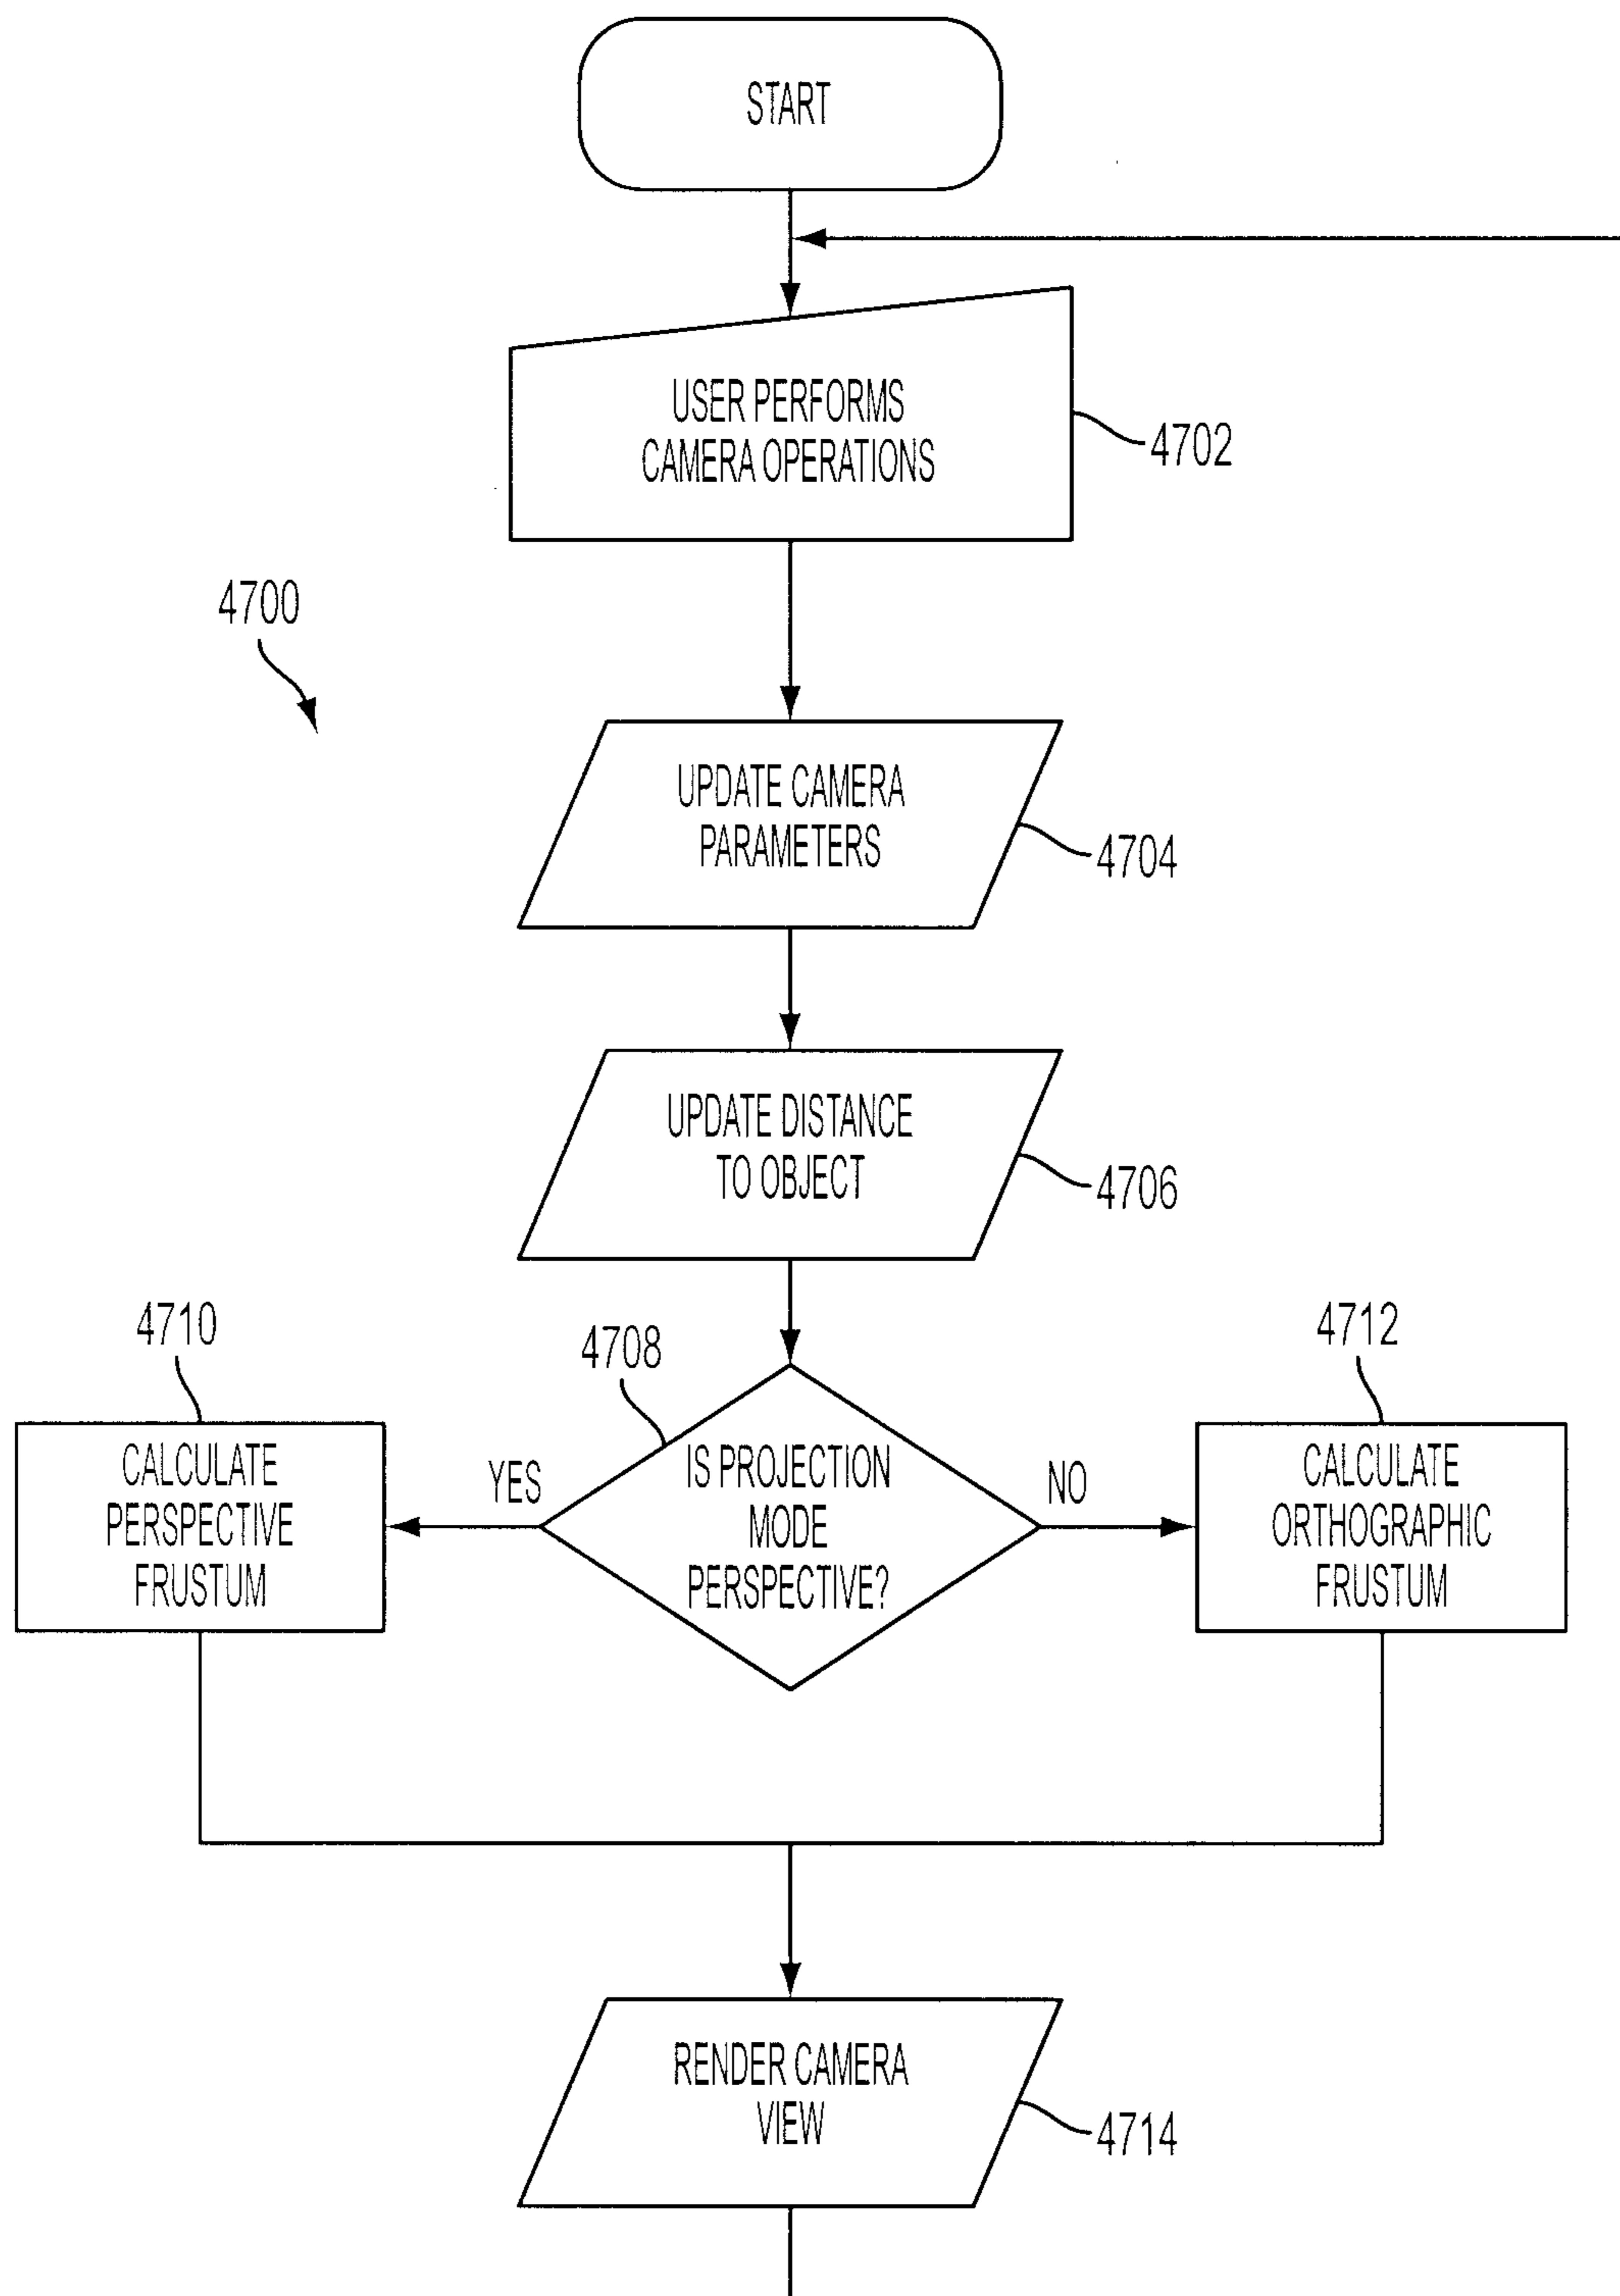 START
USER PERFORMS
CAMERA OPERATIONS
4702
4700
UPDATE CAMERA
PARAMETERS
4704
UPDATE DISTANCE
TO OBJECT
4706
4710
4708
4712
CALCULATE
PERSPECTIVE
FRUSTUM
YES
IS PROJECTION
MODE
PERSPECTIVE?
NO
CALCULATE
ORTHOGRAPHIC
FRUSTUM
RENDER CAMERA
VIEW
4714